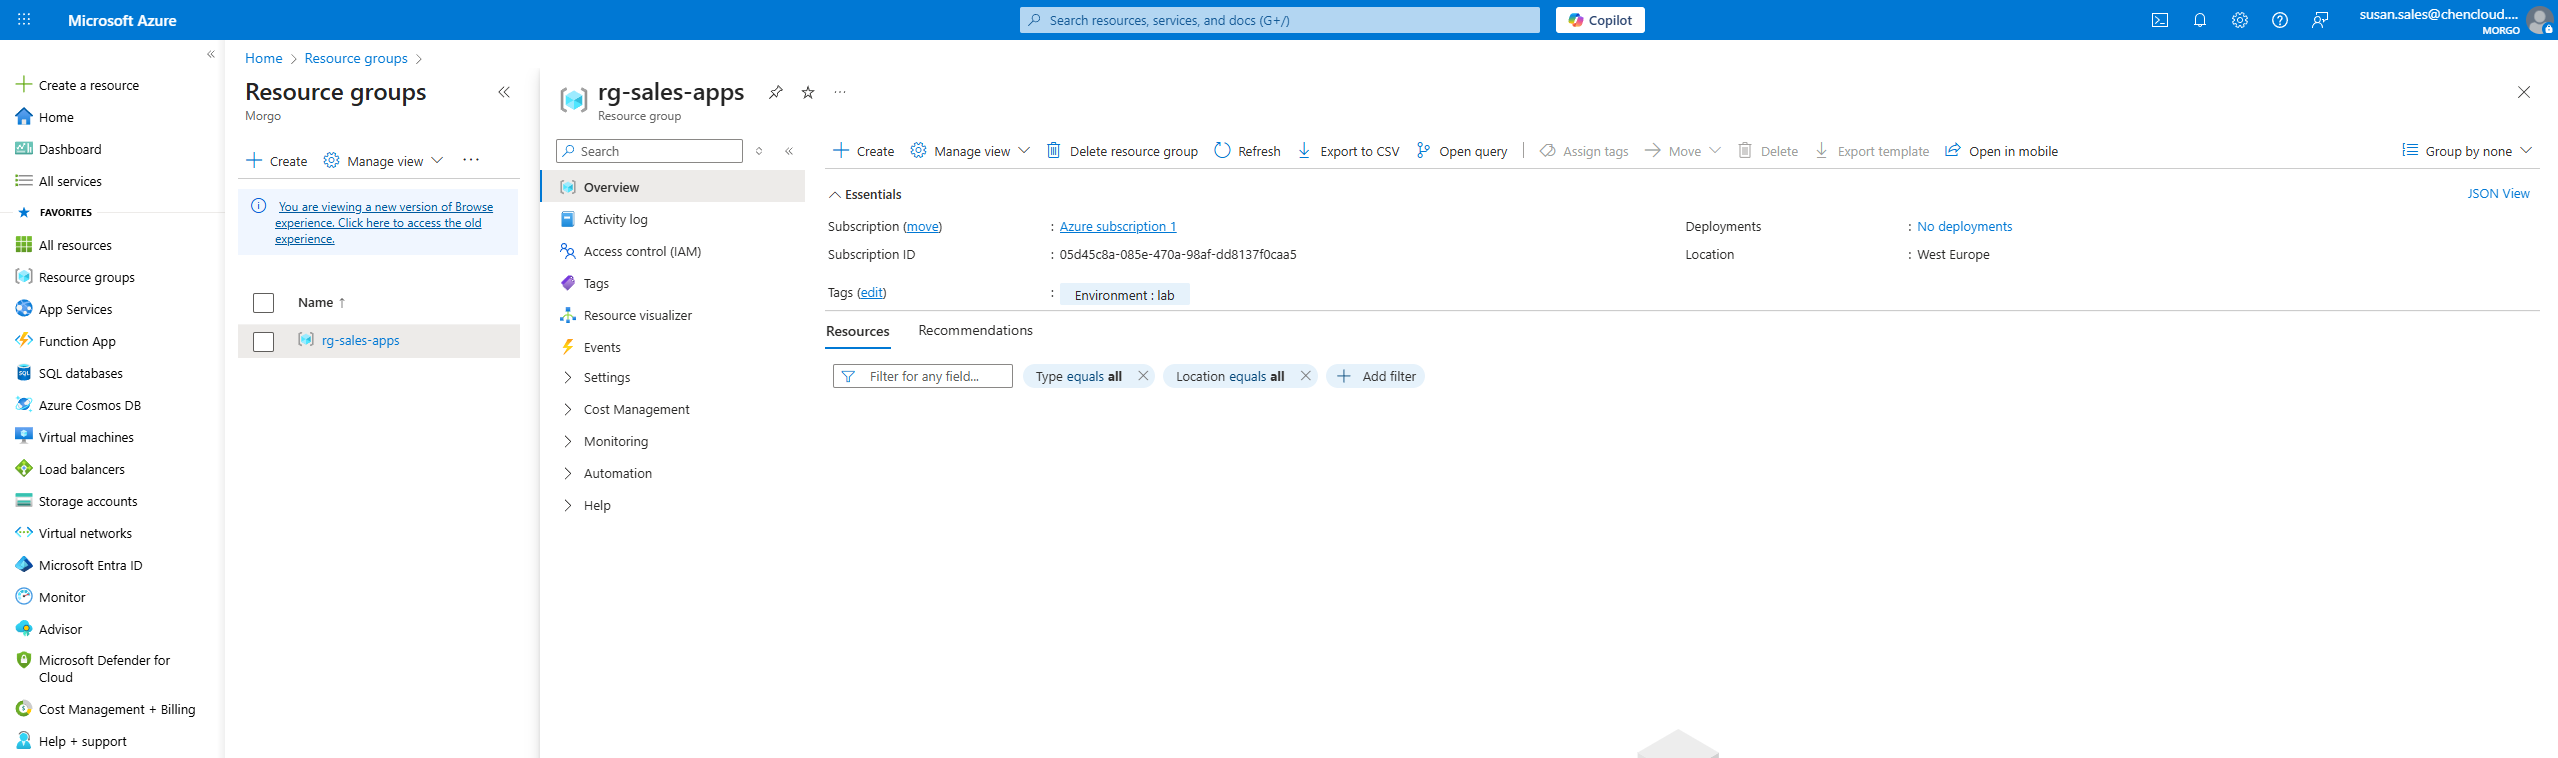 Microsoft Azure
Search resources, services, and docs (G+/)
Copilot
susan.sales@chencloud....
MORGO
Create a resource
Home
Dashboard
All services
FAVORITES
All resources
Resource groups
App Services
Function App
SQL databases
Azure Cosmos DB
Virtual machines
Load balancers
Storage accounts
Virtual networks
Microsoft Entra ID
Monitor
Advisor
Microsoft Defender for
Cloud
Cost Management + Billing
Help + support
Home > Resource groups >
Resource groups
Morgo
Create Manage view ...
You are viewing a new version of Browse
experience. Click here to access the old
experience.
Name ↑
rg-sales-apps
rg-sales-apps ...
Resource group
Search
Overview
Activity log
Access control (IAM)
Tags
Resource visualizer
Events
Settings
Cost Management
Monitoring
Automation
Help
Create Manage view Delete resource group Refresh Export to CSV Open query Assign tags Move Delete Export template Open in mobile Group by none
Essentials
JSON View
Subscription (move) : Azure subscription 1
Subscription ID : 05d45c8a-085e-470a-98af-dd8137f0caa5
Tags (edit) : Environment : lab
Deployments : No deployments
Location : West Europe
Resources Recommendations
Filter for any field... Type equals all Location equals all Add filter